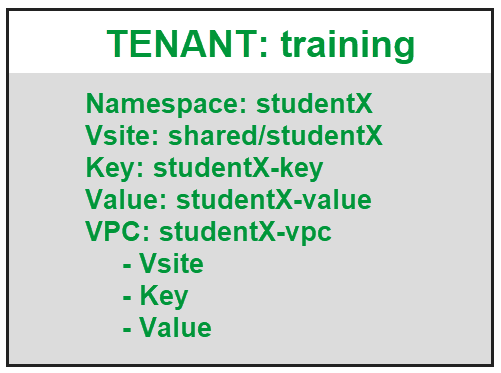 TENANT: training
Namespace: studentX
Vsite: shared/studentX
Key: studentX-key
Value: studentX-value
VPC: studentX-vpc
- Vsite
- Key
- Value